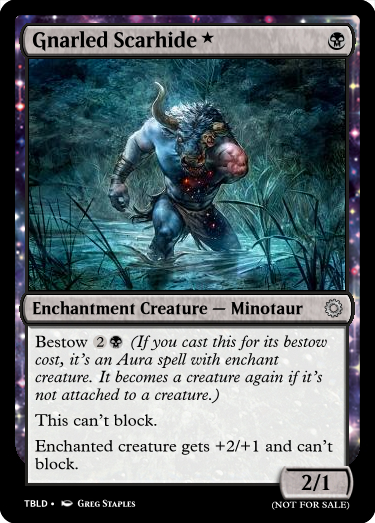 Gnarled Scarhide ★
Enchantment Creature — Minotaur
Bestow 2 (If you cast this for its bestow
cost, it's an Aura spell with enchant
creature. It becomes a creature again if it's
not attached to a creature.)
This can't block.
Enchanted creature gets +2/+1 and can't
block.
2/1
TBLD • Greg Staples
(NOT FOR SALE)